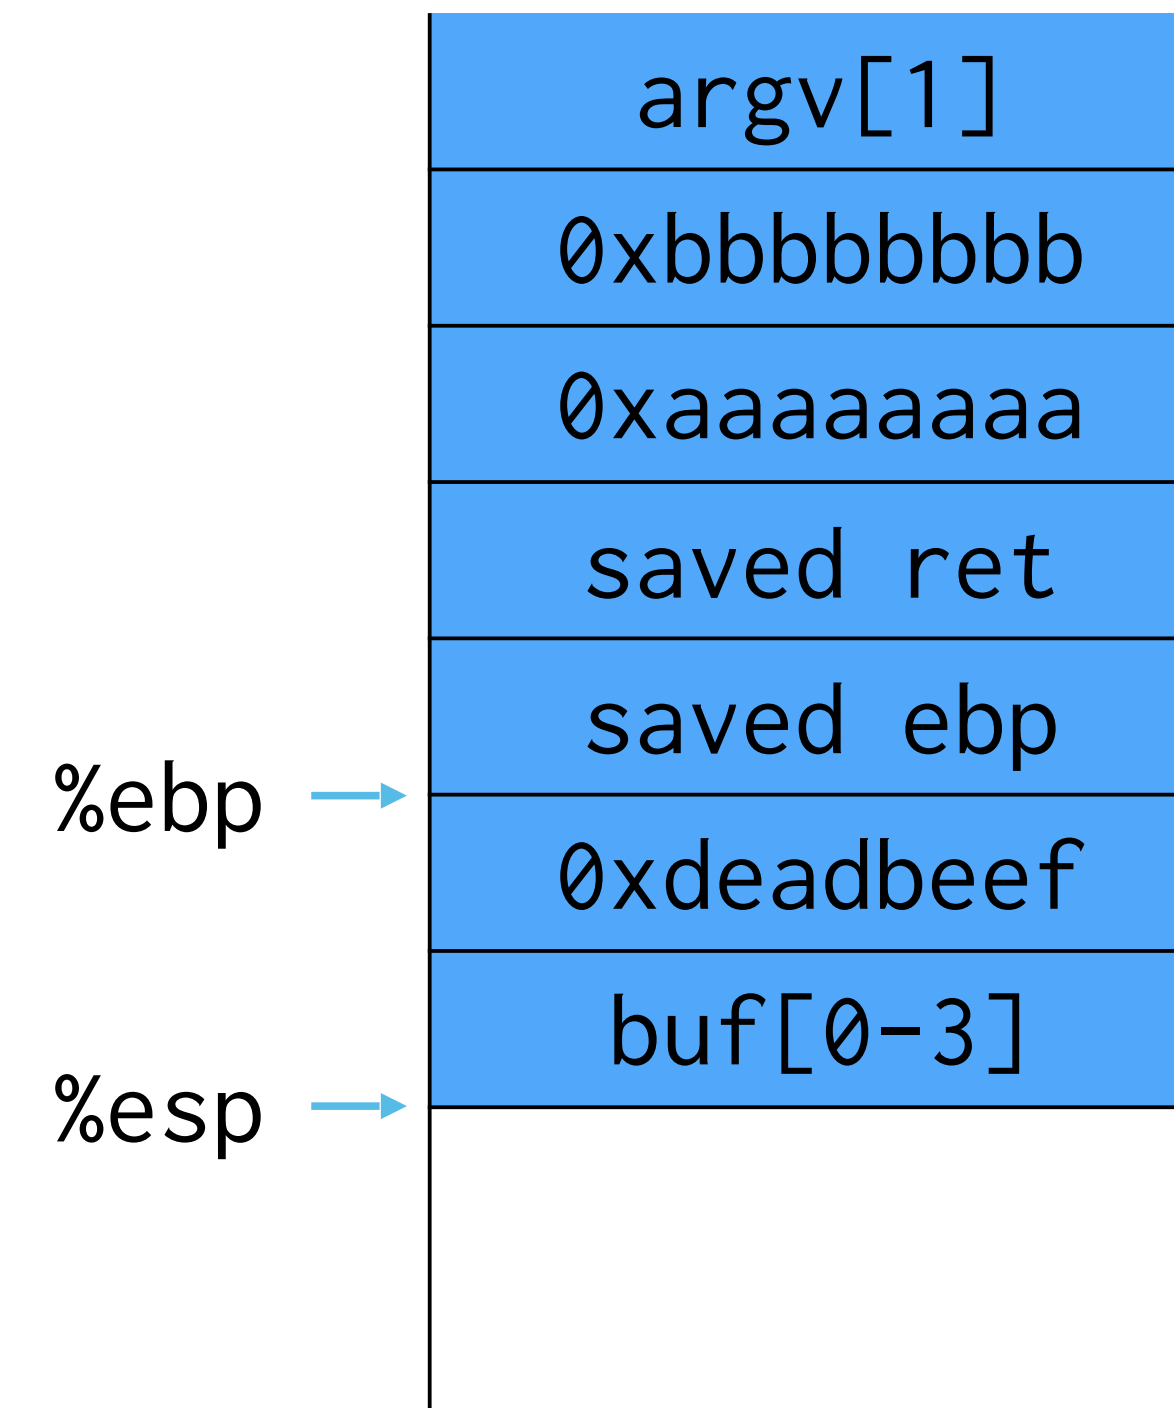 argv[1]
0xbbbbbbbb
0xaaaaaaaa
saved ret
saved ebp
%ebp
0xdeadbeef
buf[0-3]
%esp